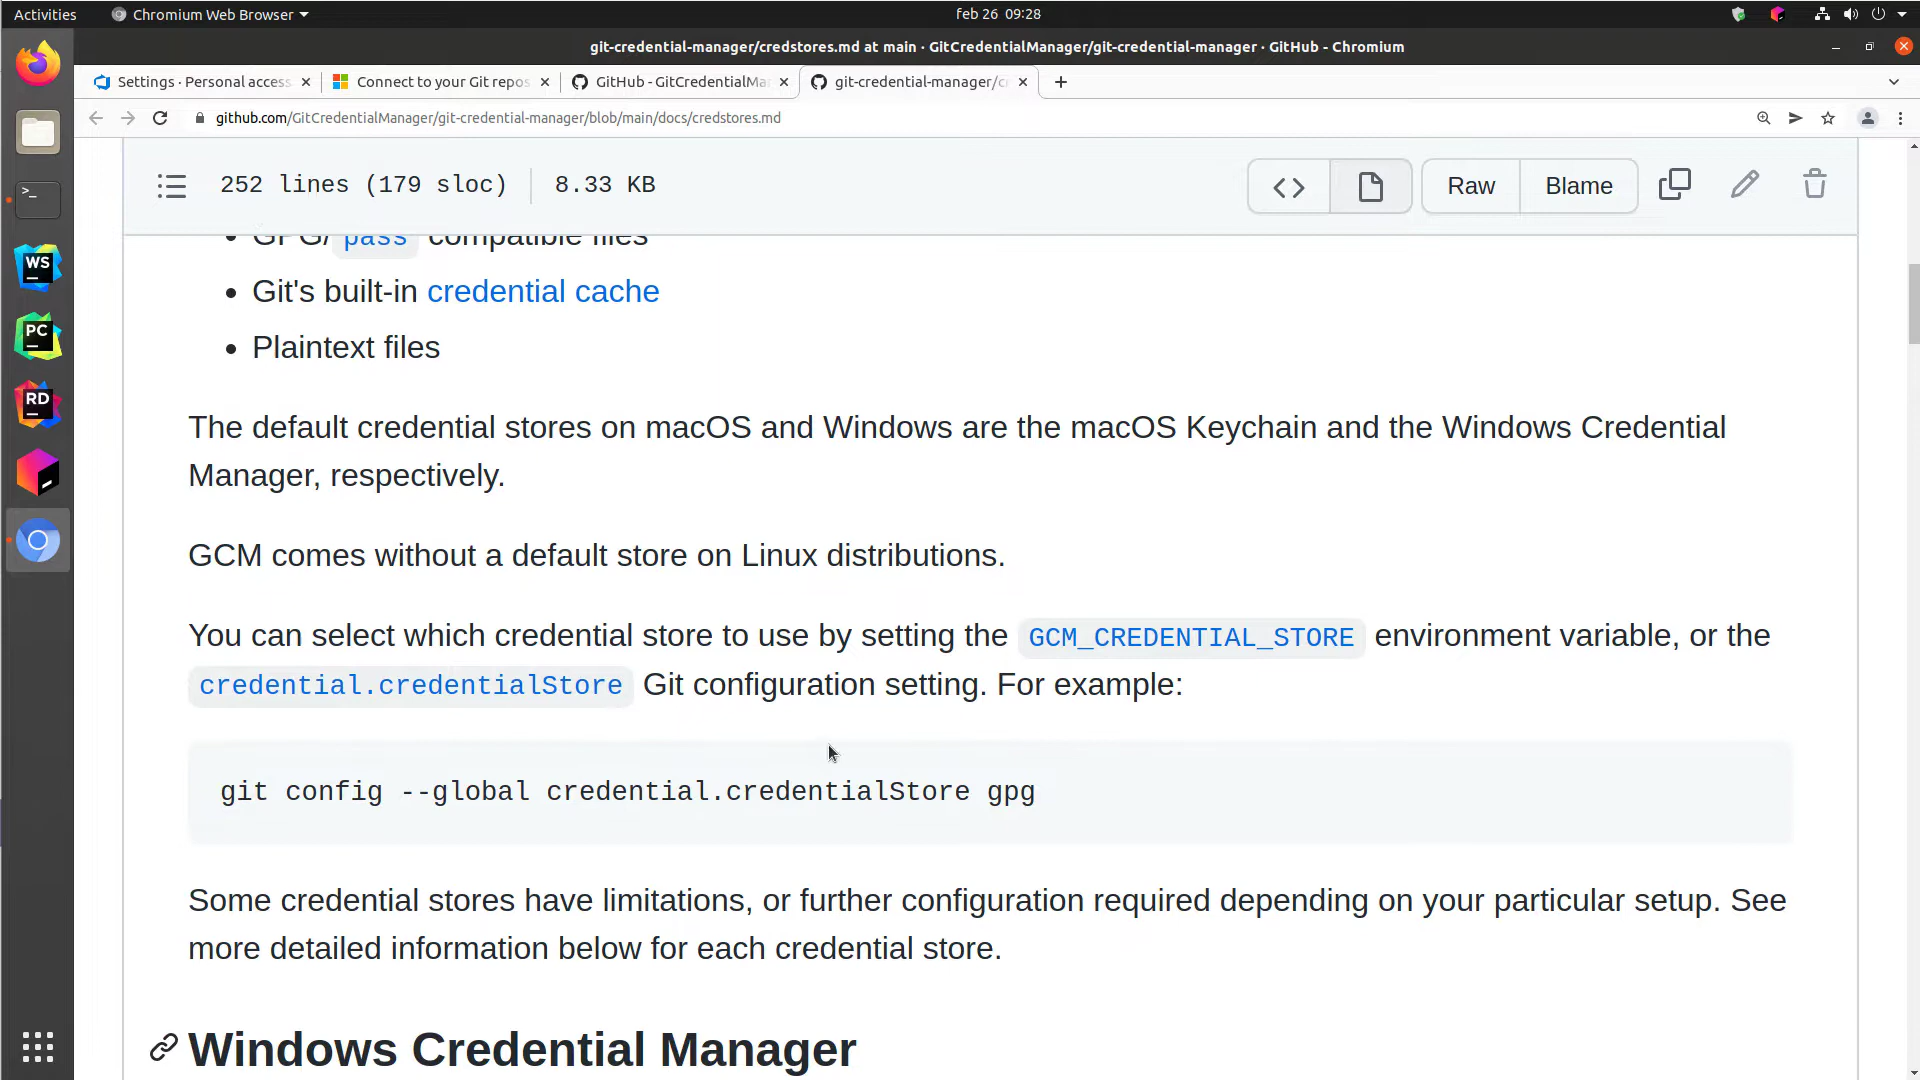 Activities
Chromium Web Browser
feb 26 09:28
git-credential-manager/credstores.md at main · GitCredentialManager/git-credential-manager · GitHub - Chromium
Settings · Personal access
Connect to your Git repos
GitHub - GitCredentialMa
git-credential-manager/c
github.com/GitCredentialManager/git-credential-manager/blob/main/docs/credstores.md
252 lines (179 sloc)
8.33 KB
Raw
Blame
GPG/ pass compatible files
Git's built-in credential cache
Plaintext files
The default credential stores on macOS and Windows are the macOS Keychain and the Windows Credential
Manager, respectively.
GCM comes without a default store on Linux distributions.
You can select which credential store to use by setting the GCM_CREDENTIAL_STORE environment variable, or the
credential.credentialStore Git configuration setting. For example:
git config --global credential.credentialStore gpg
Some credential stores have limitations, or further configuration required depending on your particular setup. See
more detailed information below for each credential store.
Windows Credential Manager
WS
PC
RD